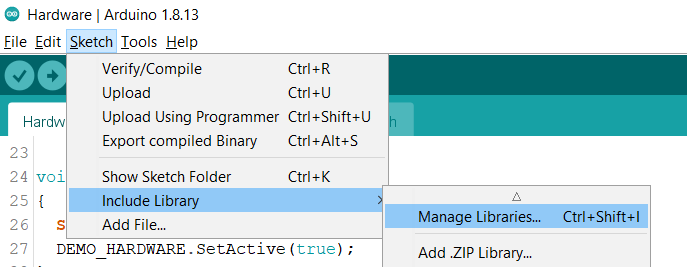 Hardware | Arduino 1.8.13
File Edit Sketch Tools Help
Verify/Compile Ctrl+R
Upload Ctrl+U
Upload Using Programmer Ctrl+Shift+U
Export compiled Binary Ctrl+Alt+S
Show Sketch Folder Ctrl+K
Include Library
Add File...
Manage Libraries... Ctrl+Shift+I
Add .ZIP Library...
23
24
25 {
26
27 DEMO_HARDWARE.SetActive(true);